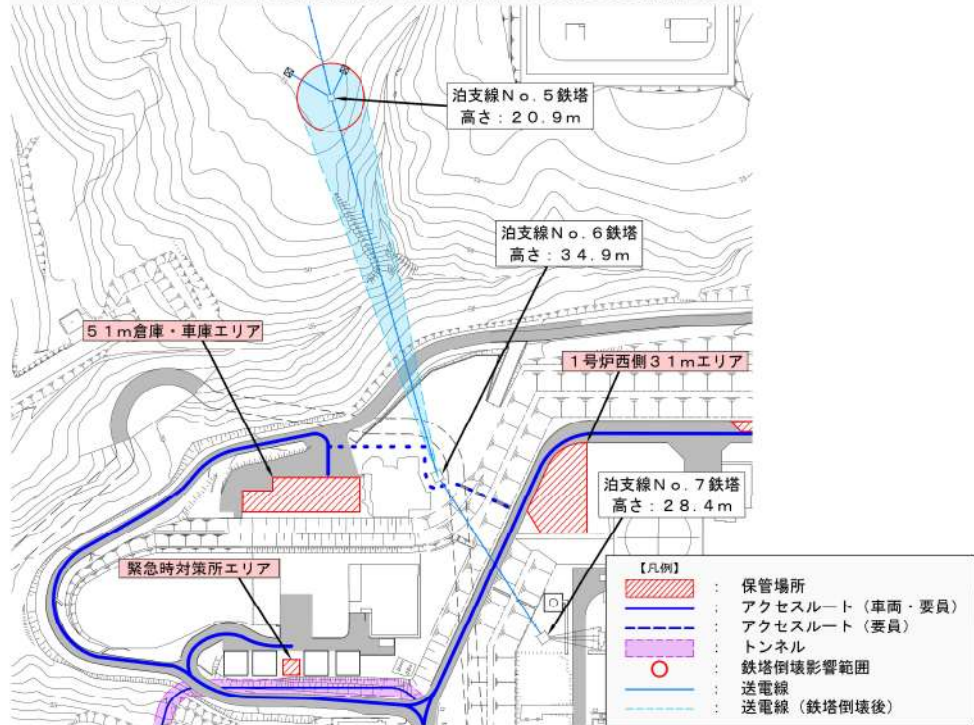 泊支線No.5鉄塔
高さ:20.9m
泊支線No.6鉄塔
高さ:34.9m
51m倉庫・車庫エリア
1号炉西側31mエリア
泊支線No.7鉄塔
高さ:28.4m
緊急時対策所エリア
【凡例】
: 保管場所
: アクセスルート(車両・要員)
: アクセスルート(要員)
: トンネル
: 鉄塔倒壊影響範囲
: 送電線
: 送電線(鉄塔倒壊後)